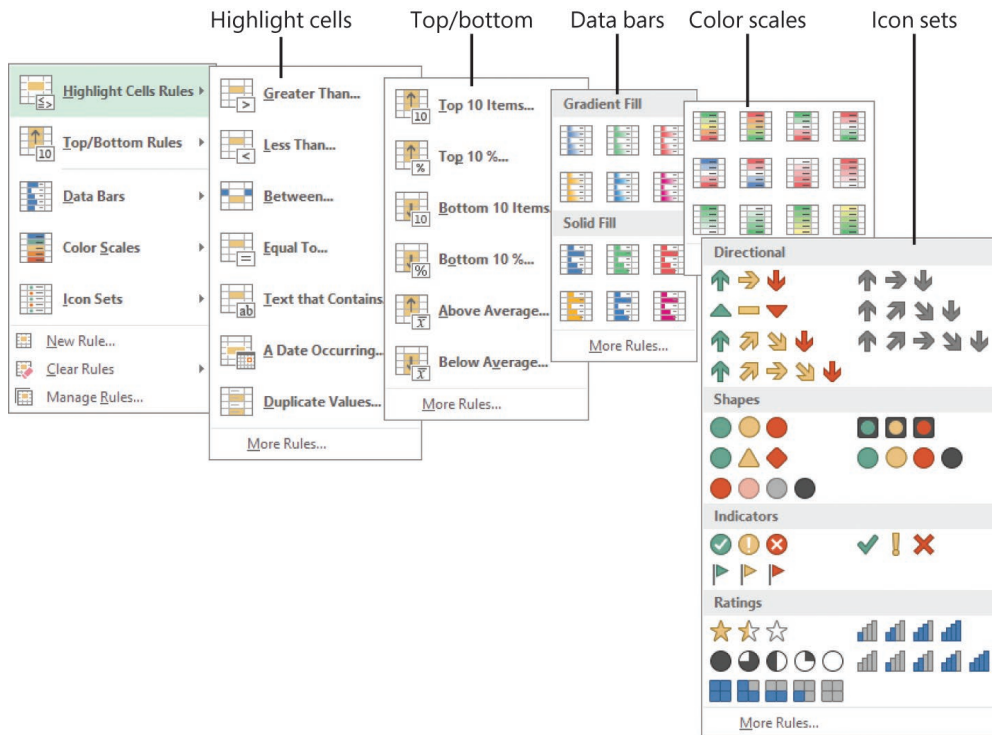 Highlight cells
Top/bottom
Data bars
Color scales
Icon sets
Highlight Cells Rules
Top/Bottom Rules
Data Bars
Color Scales
Icon Sets
New Rule...
Clear Rules
Manage Rules...
Greater Than...
Less Than...
Between...
Equal To...
Text that Contains
A Date Occurring...
Duplicate Values...
More Rules...
Top 10 Items...
Top 10 %...
Bottom 10 Items
Bottom 10 %...
Above Average...
Below Average...
More Rules...
Gradient Fill
Solid Fill
More Rules...
Directional
Shapes
Indicators
Ratings
More Rules...